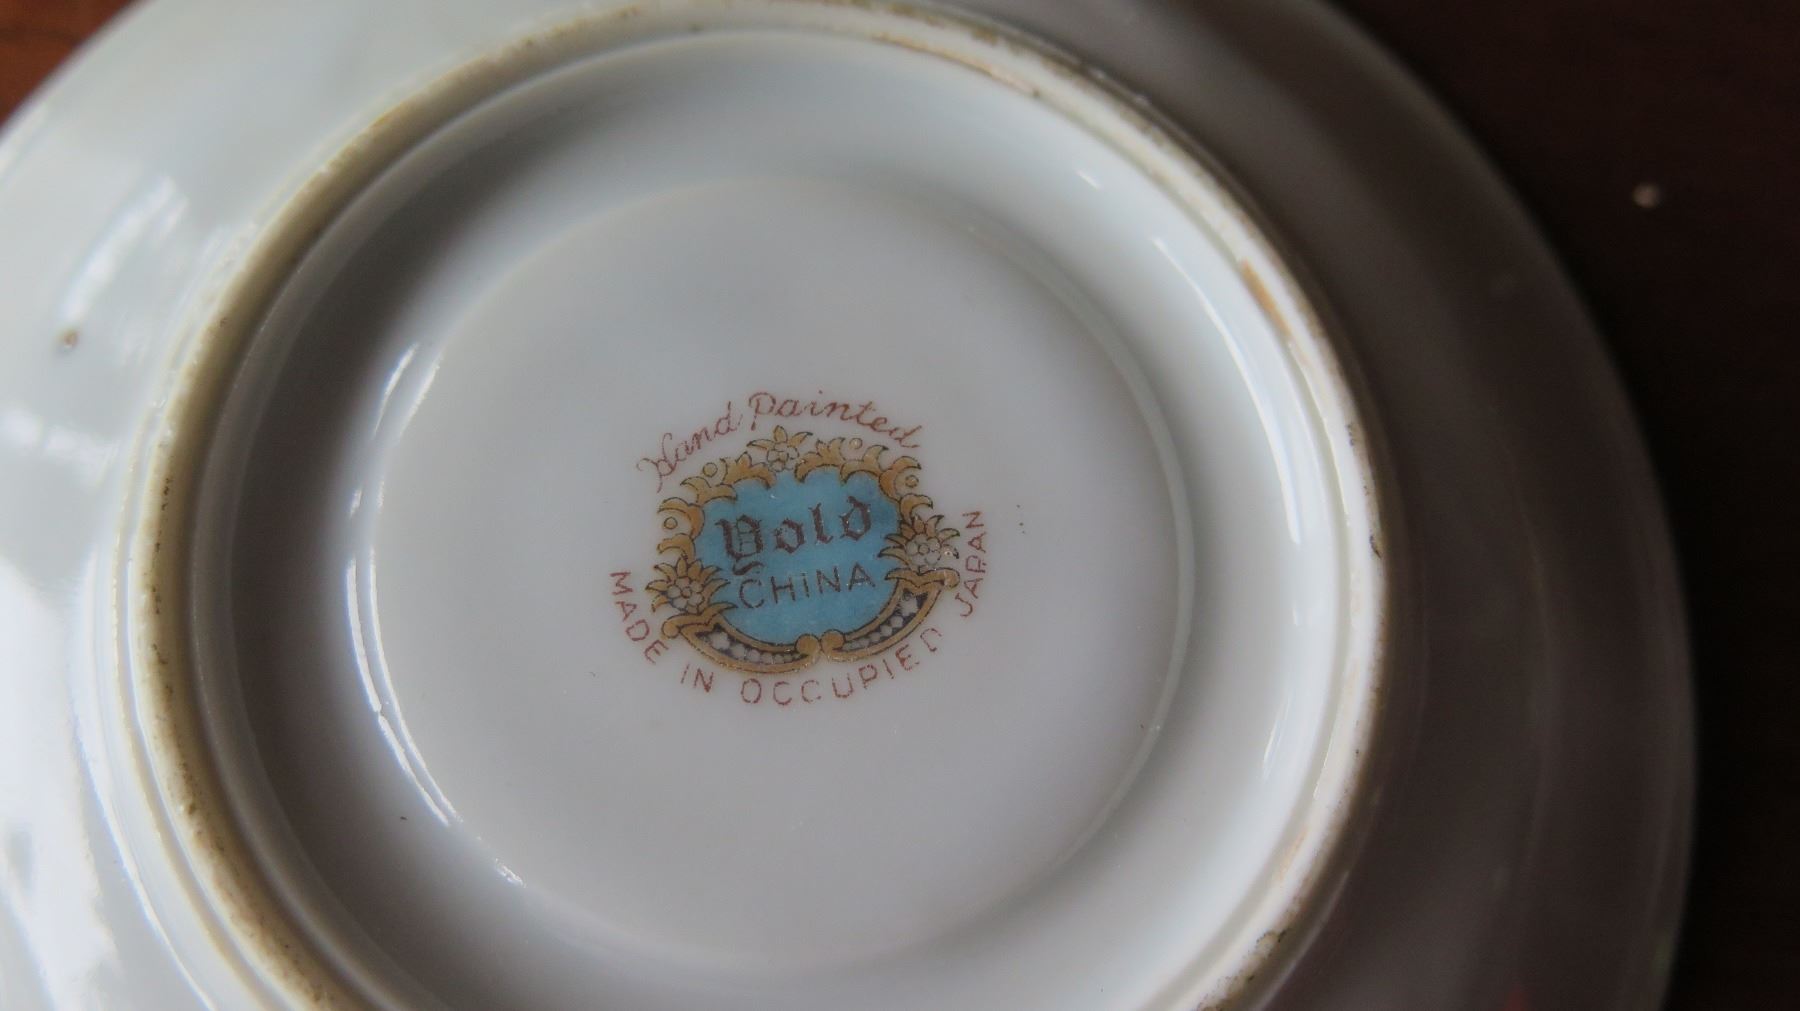 Hand Painted
Yold
CHINA
MADE IN OCCUPIED JAPAN